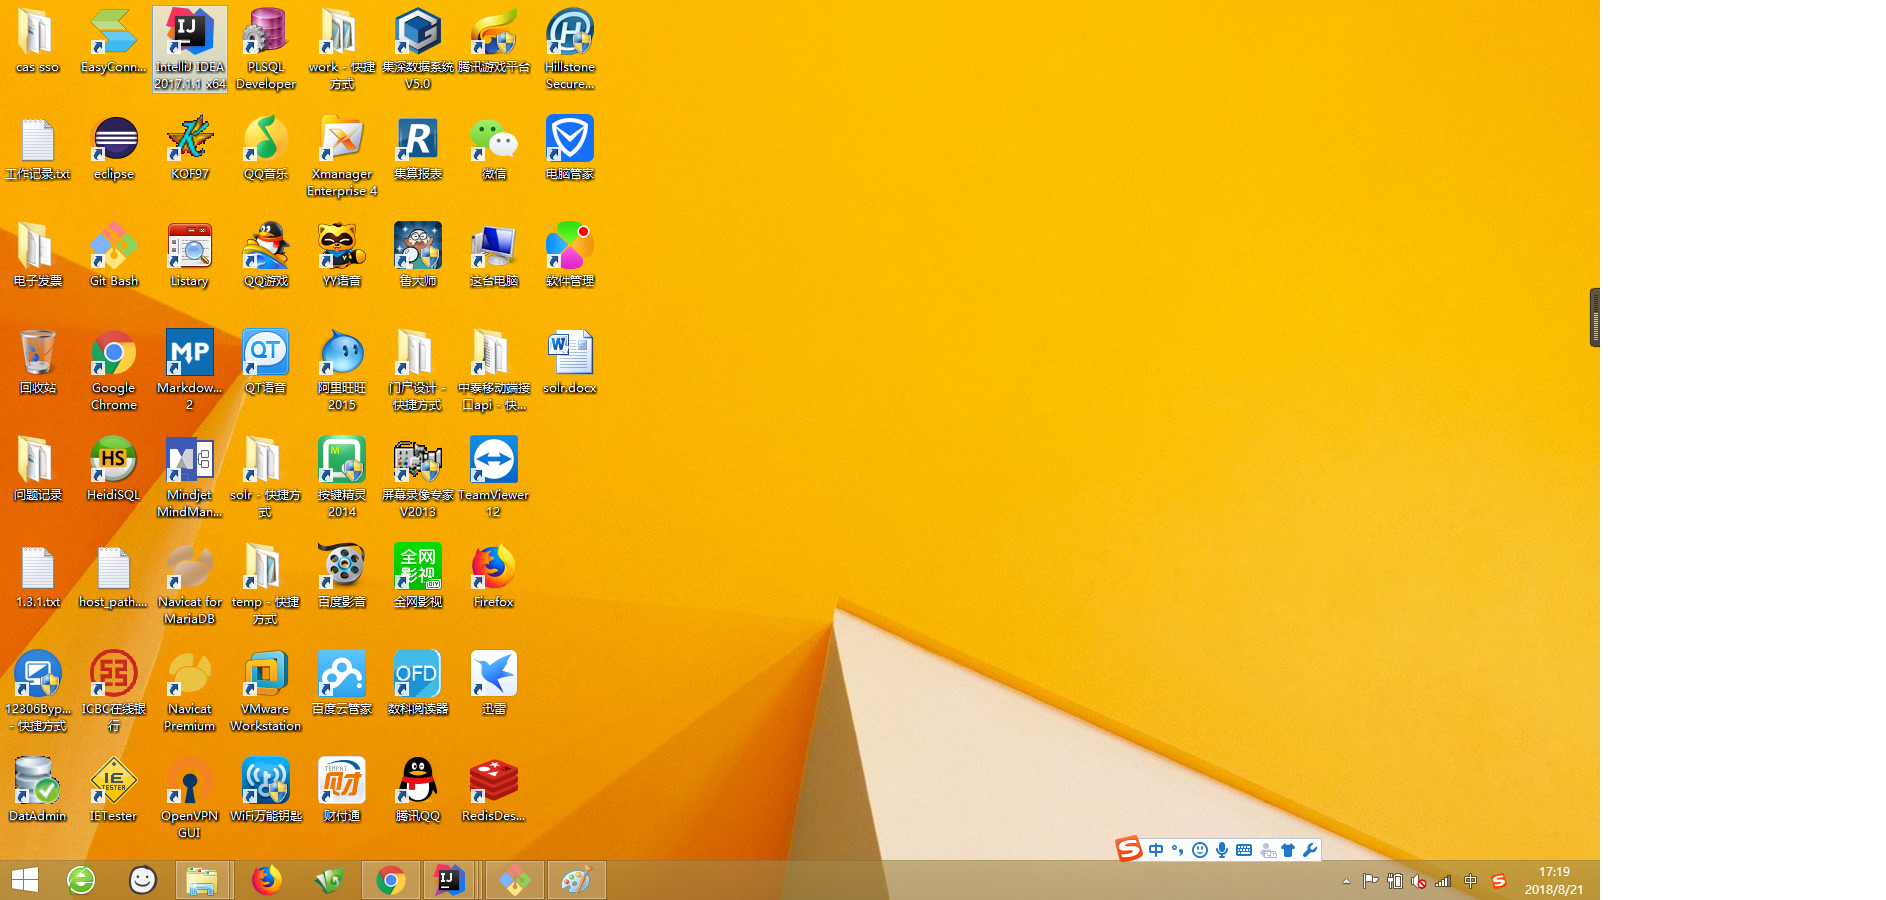 cas sso
EasyConn...
IntelliJ IDEA
2017.1.1 x64
PLSQL
Developer
work - 快捷
方式
集深数据系统
V5.0
腾讯游戏平台
Hillstone
Secure...
工作记录.txt
eclipse
KOF97
QQ音乐
Xmanager
Enterprise 4
集算报表
微信
电脑管家
电子发票
Git Bash
Listary
QQ游戏
YY语音
鲁大师
这台电脑
软件管理
回收站
Google
Chrome
Markdow...
2
QT语音
阿里旺旺
2015
门户设计 -
快捷方式
中泰移动端接
口api - 快...
solr.docx
问题记录
HeidiSQL
Mindjet
MindMan...
solr - 快捷方
式
按键精灵
2014
屏幕录像专家
V2013
TeamViewer
12
1.3.1.txt
host_path....
Navicat for
MariaDB
temp - 快捷
方式
百度影音
全网影视
Firefox
12306Byp...
- 快捷方式
ICBC在线银
行
Navicat
Premium
VMware
Workstation
百度云管家
数科阅读器
迅雷
DatAdmin
IETester
OpenVPN
GUI
WiFi万能钥匙
财付通
腾讯QQ
RedisDes...
中
中
17:19
2018/8/21